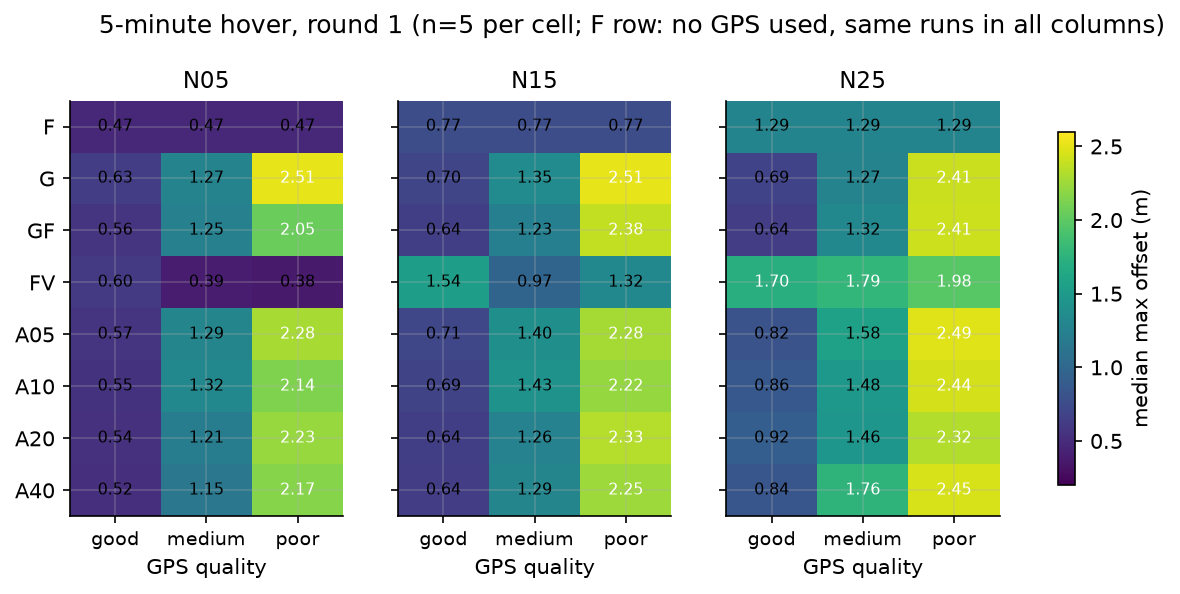 5-minute hover, round 1 (n=5 per cell; F row: no GPS used, same runs in all columns)
N05 N15 N25
F 0.47 0.47 0.47 0.77 0.77 0.77 1.29 1.29 1.29
G 0.63 1.27 2.51 0.70 1.35 2.51 0.69 1.27 2.41
GF 0.56 1.25 2.05 0.64 1.23 2.38 0.64 1.32 2.41
FV 0.60 0.39 0.38 1.54 0.97 1.32 1.70 1.79 1.98
A05 0.57 1.29 2.28 0.71 1.40 2.28 0.82 1.58 2.49
A10 0.55 1.32 2.14 0.69 1.43 2.22 0.86 1.48 2.44
A20 0.54 1.21 2.23 0.64 1.26 2.33 0.92 1.46 2.32
A40 0.52 1.15 2.17 0.64 1.29 2.25 0.84 1.76 2.45
good medium poor good medium poor good medium poor
GPS quality GPS quality GPS quality
2.5
2.0
1.5
1.0
0.5
median max offset (m)